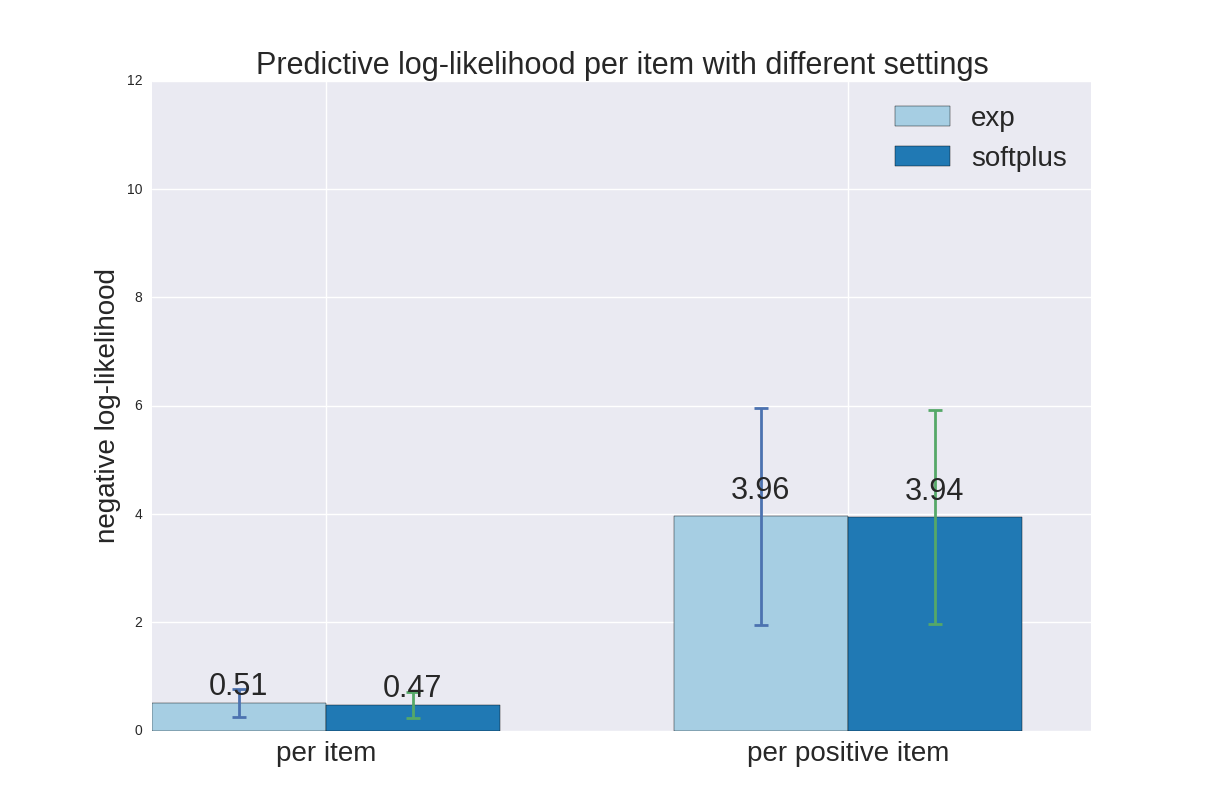 Predictive log-likelihood per item with different settings
12
10
8
6
4
2
0
negative log-likelihood
exp
softplus
0.51
0.47
3.96
3.94
per item
per positive item